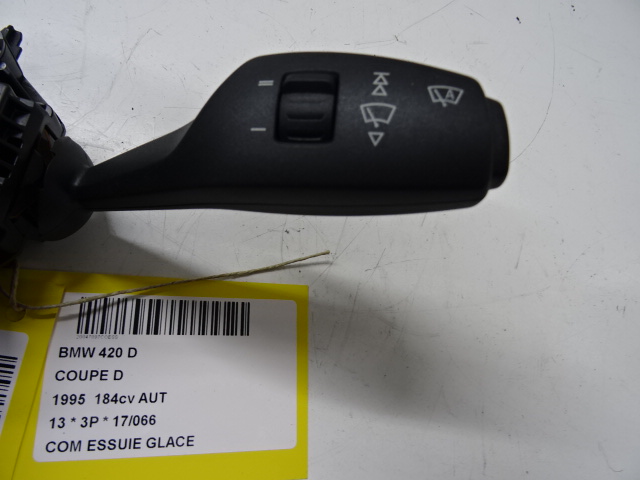 A
BMW 420 D
COUPE D
1995 184cv AUT
13 * 3P * 17/066
COM ESSUIE GLACE